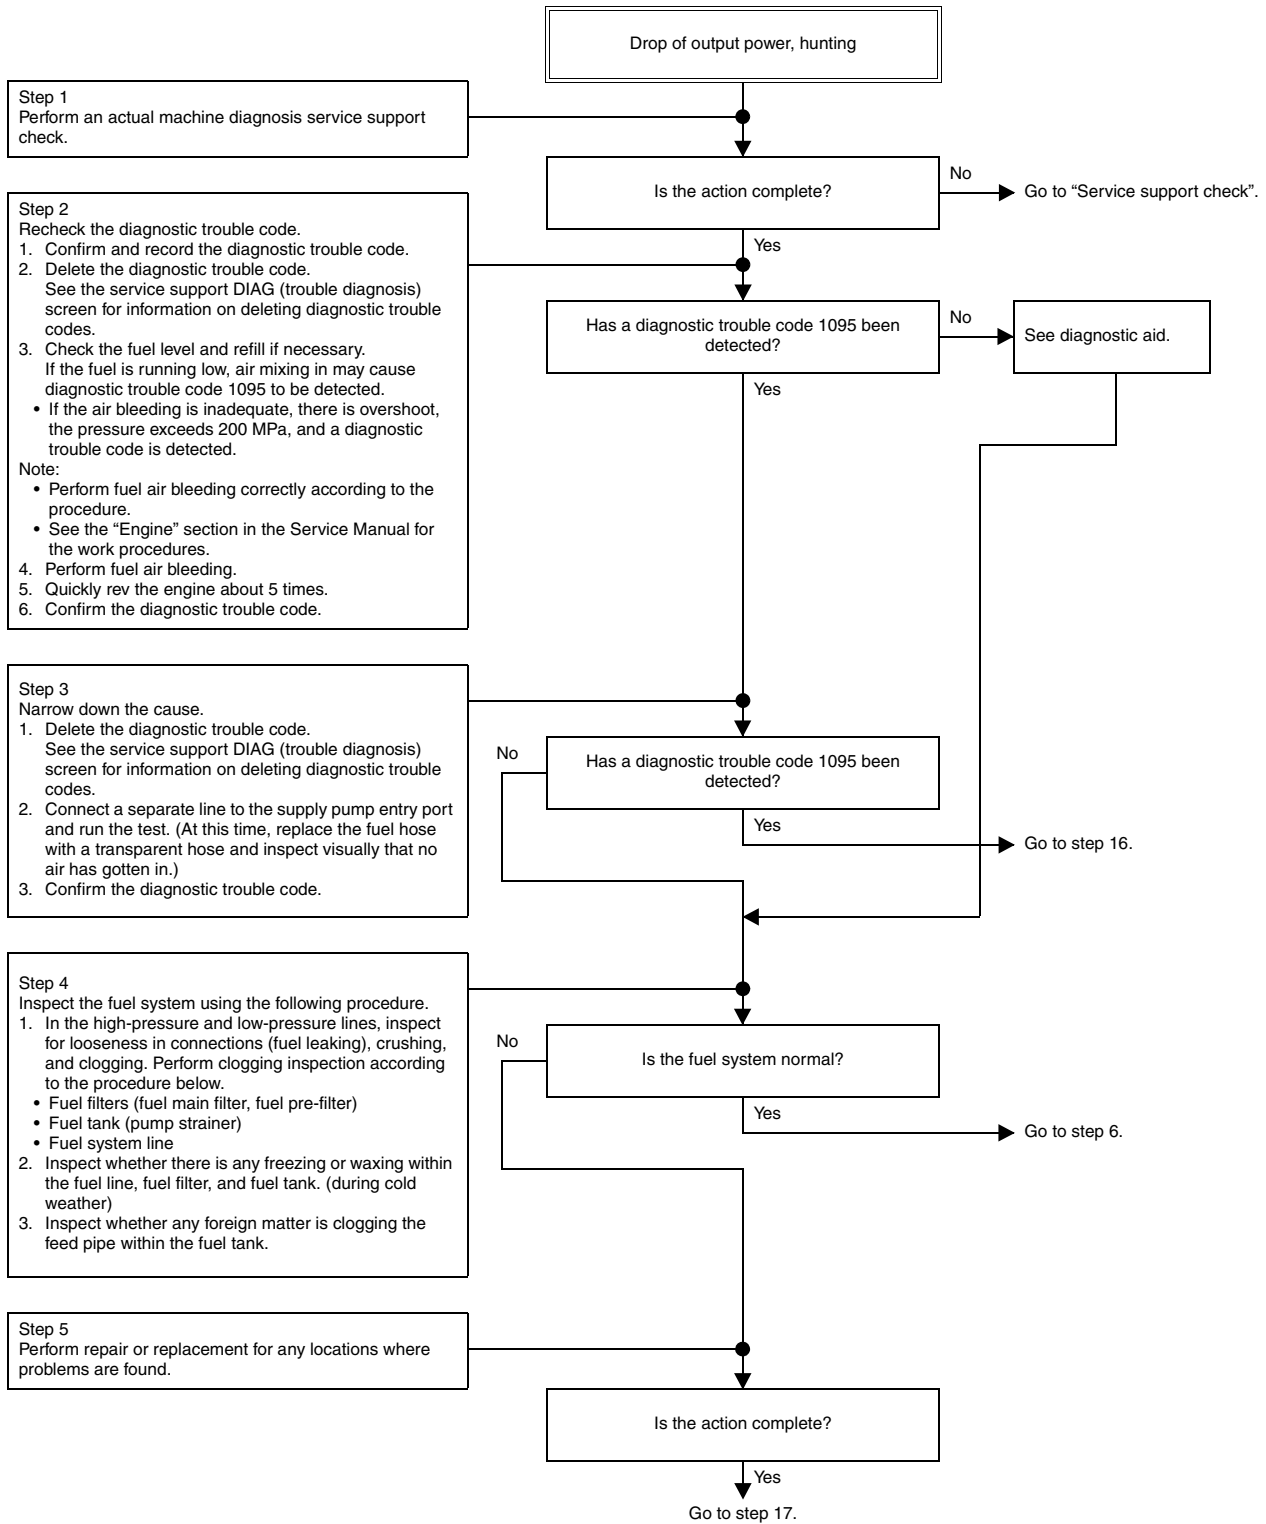 Drop of output power, hunting
Step 1
Perform an actual machine diagnosis service support
check.
Is the action complete?
No
Go to “Service support check”.
Yes
Step 2
Recheck the diagnostic trouble code.
1. Confirm and record the diagnostic trouble code.
2. Delete the diagnostic trouble code.
See the service support DIAG (trouble diagnosis)
screen for information on deleting diagnostic trouble
codes.
3. Check the fuel level and refill if necessary.
If the fuel is running low, air mixing in may cause
diagnostic trouble code 1095 to be detected.
• If the air bleeding is inadequate, there is overshoot,
the pressure exceeds 200 MPa, and a diagnostic
trouble code is detected.
Note:
• Perform fuel air bleeding correctly according to the
procedure.
• See the “Engine” section in the Service Manual for
the work procedures.
4. Perform fuel air bleeding.
5. Quickly rev the engine about 5 times.
6. Confirm the diagnostic trouble code.
Has a diagnostic trouble code 1095 been
detected?
No
See diagnostic aid.
Yes
Step 3
Narrow down the cause.
1. Delete the diagnostic trouble code.
See the service support DIAG (trouble diagnosis)
screen for information on deleting diagnostic trouble
codes.
2. Connect a separate line to the supply pump entry port
and run the test. (At this time, replace the fuel hose
with a transparent hose and inspect visually that no
air has gotten in.)
3. Confirm the diagnostic trouble code.
No
Has a diagnostic trouble code 1095 been
detected?
Yes
Go to step 16.
Step 4
Inspect the fuel system using the following procedure.
1. In the high-pressure and low-pressure lines, inspect
for looseness in connections (fuel leaking), crushing,
and clogging. Perform clogging inspection according
to the procedure below.
• Fuel filters (fuel main filter, fuel pre-filter)
• Fuel tank (pump strainer)
• Fuel system line
2. Inspect whether there is any freezing or waxing within
the fuel line, fuel filter, and fuel tank. (during cold
weather)
3. Inspect whether any foreign matter is clogging the
feed pipe within the fuel tank.
No
Is the fuel system normal?
Yes
Go to step 6.
Step 5
Perform repair or replacement for any locations where
problems are found.
Is the action complete?
Yes
Go to step 17.